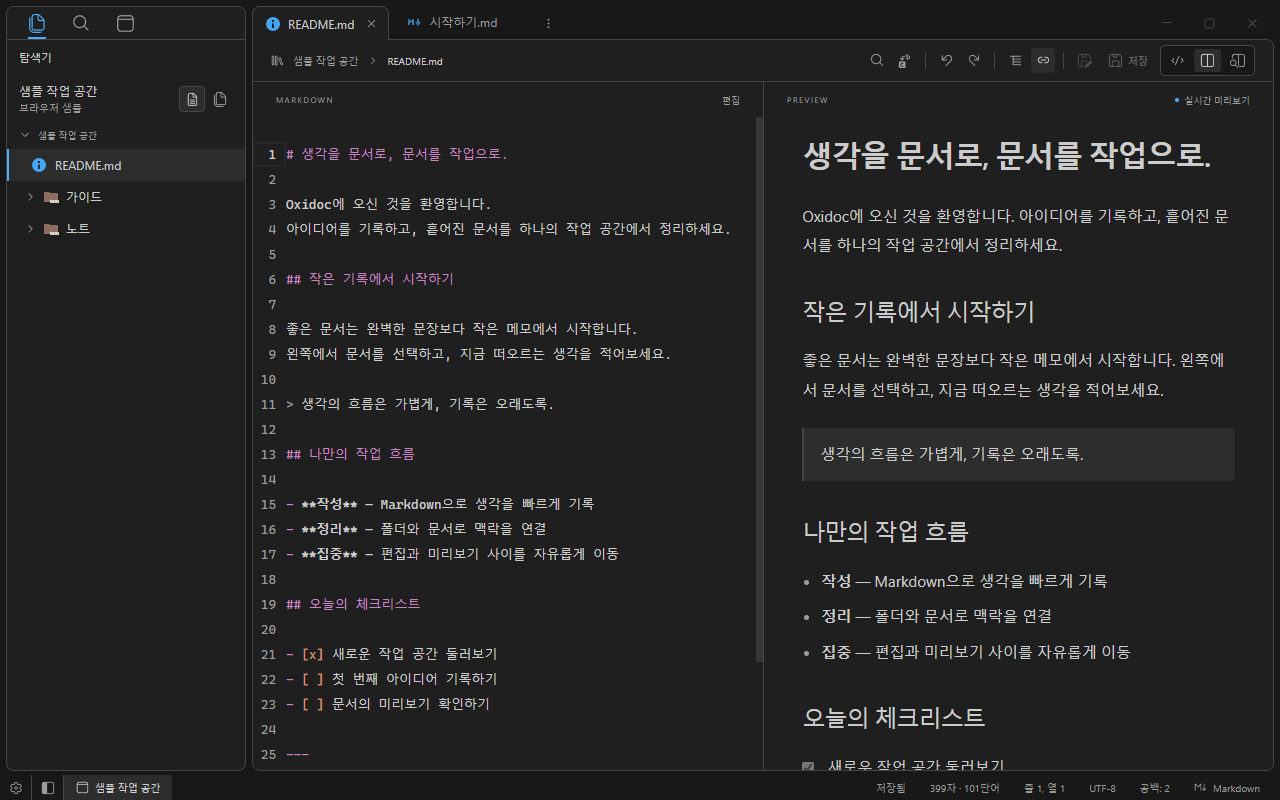 README.md
시작하기.md
탐색기
샘플 작업 공간
브라우저 샘플
샘플 작업 공간
README.md
가이드
노트
샘플 작업 공간 > README.md
저장
MARKDOWN
편집
1 # 생각을 문서로, 문서를 작업으로.
2
3 Oxidoc에 오신 것을 환영합니다.
4 아이디어를 기록하고, 흩어진 문서를 하나의 작업 공간에서 정리하세요.
5
6 ## 작은 기록에서 시작하기
7
8 좋은 문서는 완벽한 문장보다 작은 메모에서 시작합니다.
9 왼쪽에서 문서를 선택하고, 지금 떠오르는 생각을 적어보세요.
10
11 > 생각의 흐름은 가볍게, 기록은 오래도록.
12
13 ## 나만의 작업 흐름
14
15 - **작성** — Markdown으로 생각을 빠르게 기록
16 - **정리** — 폴더와 문서로 맥락을 연결
17 - **집중** — 편집과 미리보기 사이를 자유롭게 이동
18
19 ## 오늘의 체크리스트
20
21 - [x] 새로운 작업 공간 둘러보기
22 - [ ] 첫 번째 아이디어 기록하기
23 - [ ] 문서의 미리보기 확인하기
24
25 ---
PREVIEW
실시간 미리보기
생각을 문서로, 문서를 작업으로.
Oxidoc에 오신 것을 환영합니다. 아이디어를 기록하고, 흩어진 문
서를 하나의 작업 공간에서 정리하세요.
작은 기록에서 시작하기
좋은 문서는 완벽한 문장보다 작은 메모에서 시작합니다. 왼쪽에
서 문서를 선택하고, 지금 떠오르는 생각을 적어보세요.
생각의 흐름은 가볍게, 기록은 오래도록.
나만의 작업 흐름
• 작성 — Markdown으로 생각을 빠르게 기록
• 정리 — 폴더와 문서로 맥락을 연결
• 집중 — 편집과 미리보기 사이를 자유롭게 이동
오늘의 체크리스트
새로운 작업 공간 둘러보기
샘플 작업 공간
저장됨
399자 · 101단어
줄 1, 열 1
UTF-8
공백: 2
Markdown